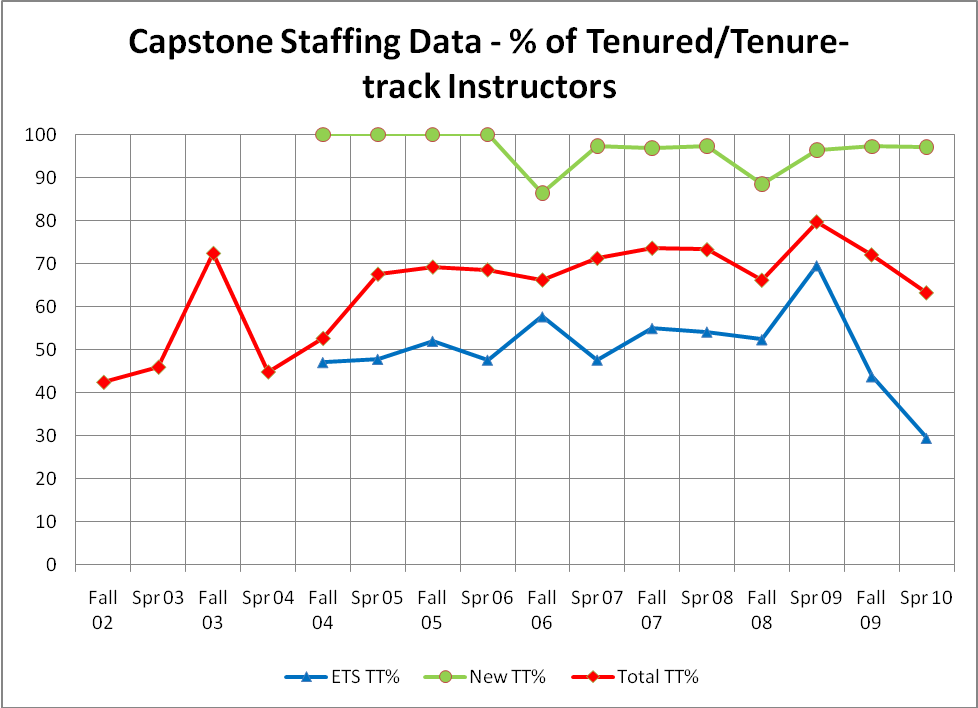 Capstone Staffing Data - % of Tenured/Tenure-
track Instructors
100
90
80
70
60
50
40
30
20
10
0
Fall Spr 03 Fall Spr 04 Fall Spr 05 Fall Spr 06 Fall Spr 07 Fall Spr 08 Fall Spr 09 Fall Spr 10
02 03 04 05 06 07 08 09
ETS TT% New TT% Total TT%